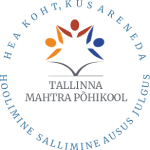 HEA KOHT, KUS ARENEDA
TALLINNA
MAHTRA PÕHIKOOL
HOOLIMINE SALLIMINE AUSUS JULGUS